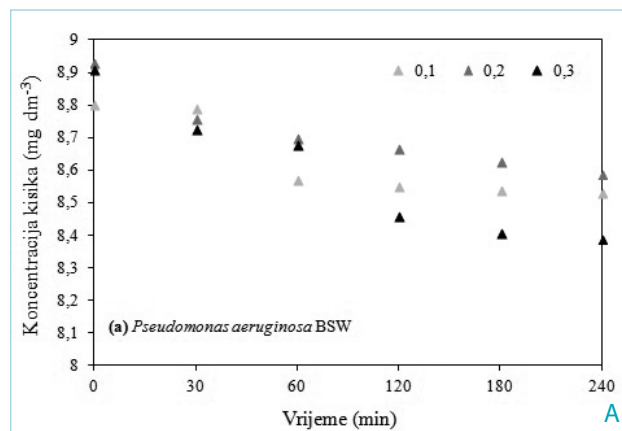 9
8,9
8,8
8,7
8,6
8,5
8,4
8,3
8,2
8,1
8
Koncentracija kisika (mg dm-3)
0,1 0,2 0,3
(a) Pseudomonas aeruginosa BSW
0 30 60 120 180 240
Vrijeme (min)
A